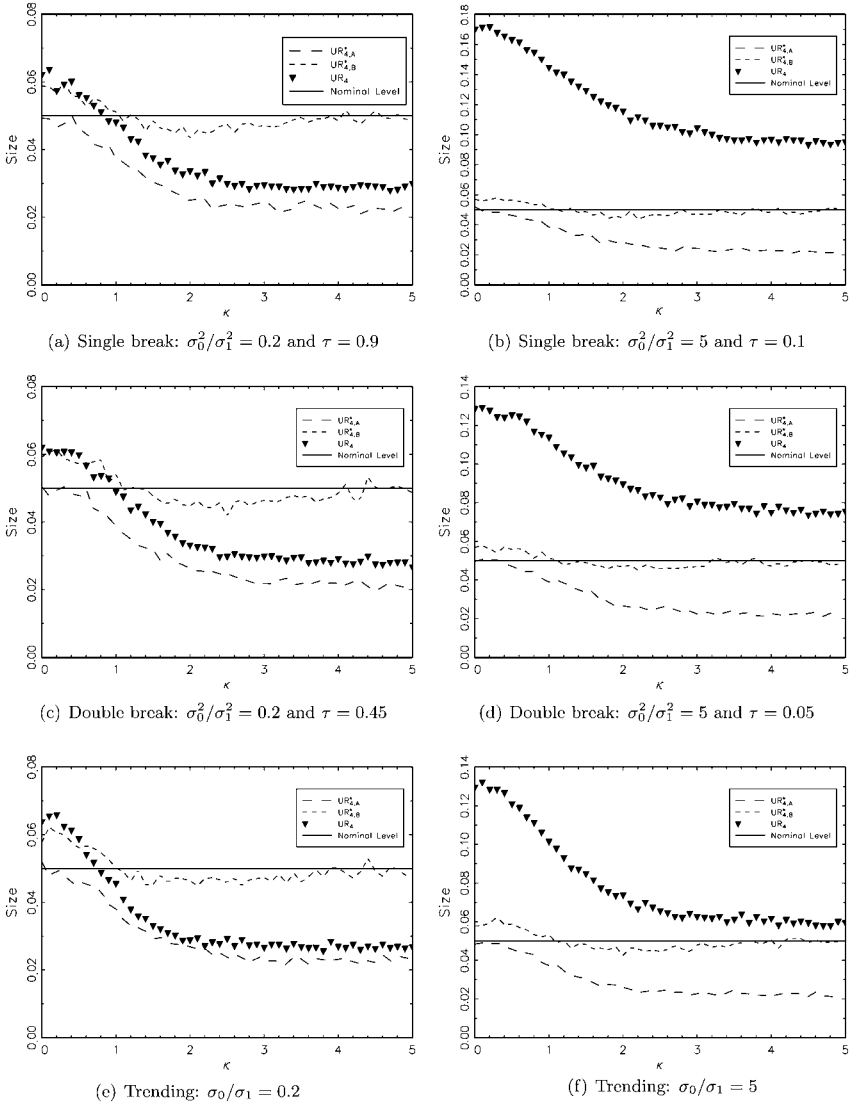 0.08
0.06
0.04
0.02
0.00
Size
UR*4,A
UR*4,B
UR4
Nominal Level
0 1 2 3 4 5
κ
(a) Single break: σ₀²/σ₁² = 0.2 and τ = 0.9
0.18
0.16
0.14
0.12
0.10
0.08
0.06
0.04
0.02
0.00
Size
UR*4,A
UR*4,B
UR4
Nominal Level
0 1 2 3 4 5
κ
(b) Single break: σ₀²/σ₁² = 5 and τ = 0.1
0.08
0.06
0.04
0.02
0.00
Size
UR*4,A
UR*4,B
UR4
Nominal Level
0 1 2 3 4 5
κ
(c) Double break: σ₀²/σ₁² = 0.2 and τ = 0.45
0.14
0.12
0.10
0.08
0.06
0.04
0.02
0.00
Size
UR*4,A
UR*4,B
UR4
Nominal Level
0 1 2 3 4 5
κ
(d) Double break: σ₀²/σ₁² = 5 and τ = 0.05
0.08
0.06
0.04
0.02
0.00
Size
UR*4,A
UR*4,B
UR4
Nominal Level
0 1 2 3 4 5
κ
(e) Trending: σ₀/σ₁ = 0.2
0.14
0.12
0.10
0.08
0.06
0.04
0.02
0.00
Size
UR*4,A
UR*4,B
UR4
Nominal Level
0 1 2 3 4 5
κ
(f) Trending: σ₀/σ₁ = 5